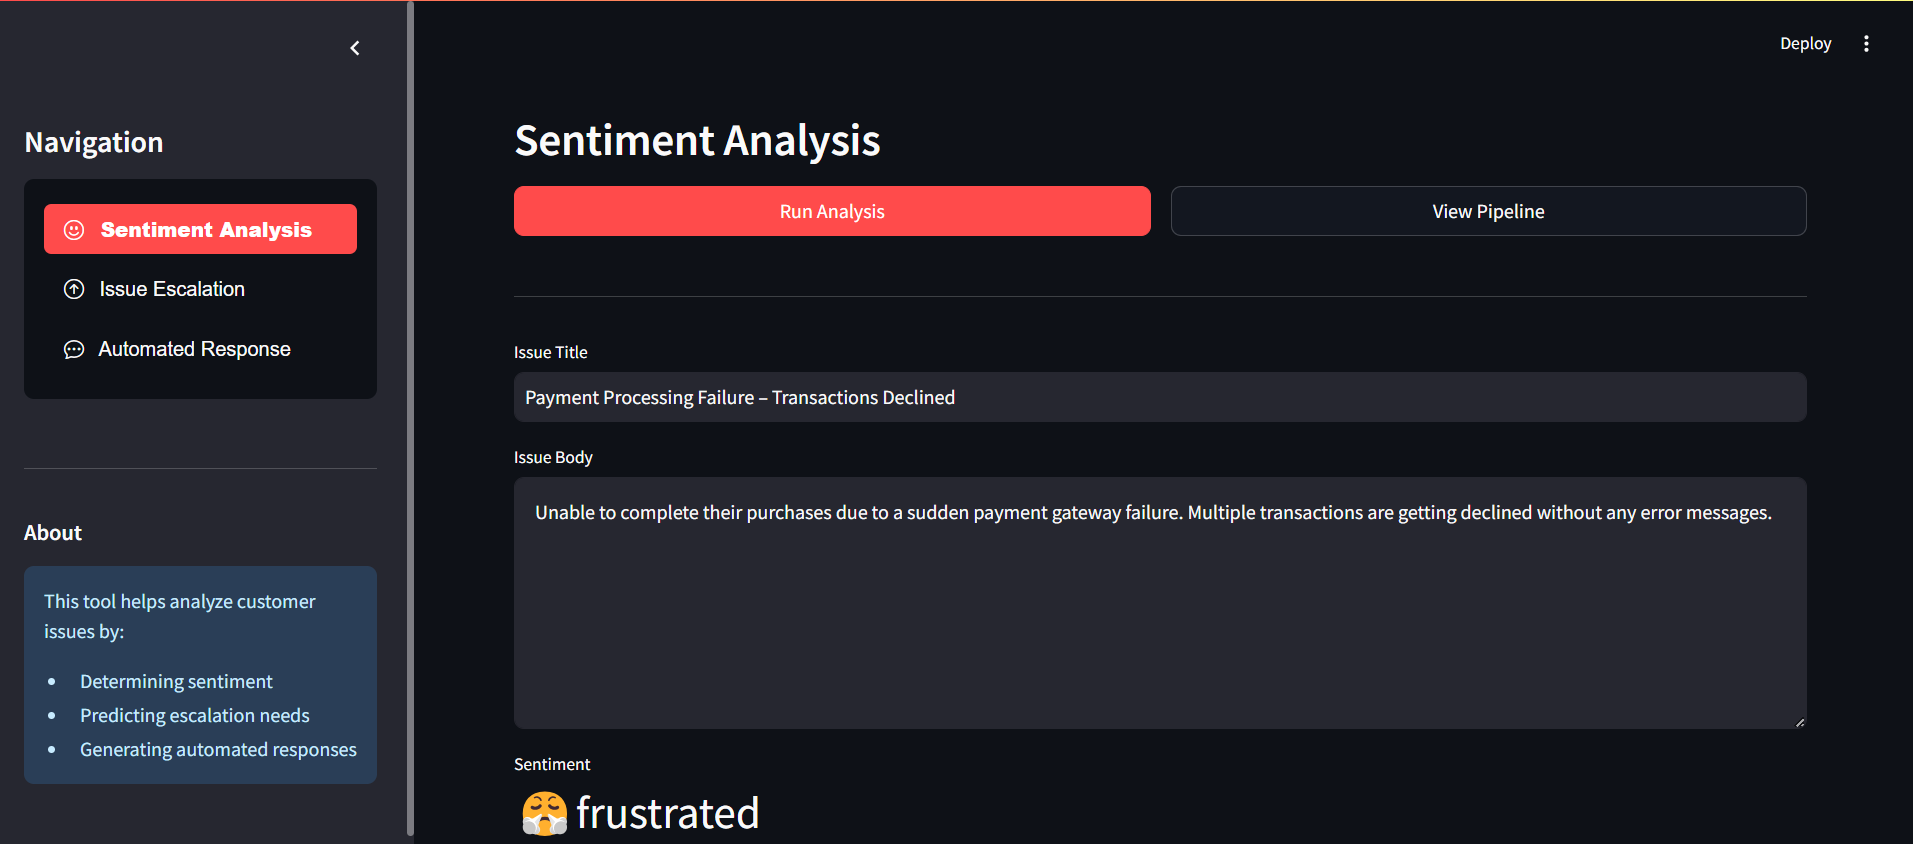 Navigation
Sentiment Analysis
Issue Escalation
Automated Response
About
This tool helps analyze customer
issues by:
• Determining sentiment
• Predicting escalation needs
• Generating automated responses
Deploy
Sentiment Analysis
Run Analysis
View Pipeline
Issue Title
Payment Processing Failure – Transactions Declined
Issue Body
Unable to complete their purchases due to a sudden payment gateway failure. Multiple transactions are getting declined without any error messages.
Sentiment
😤 frustrated